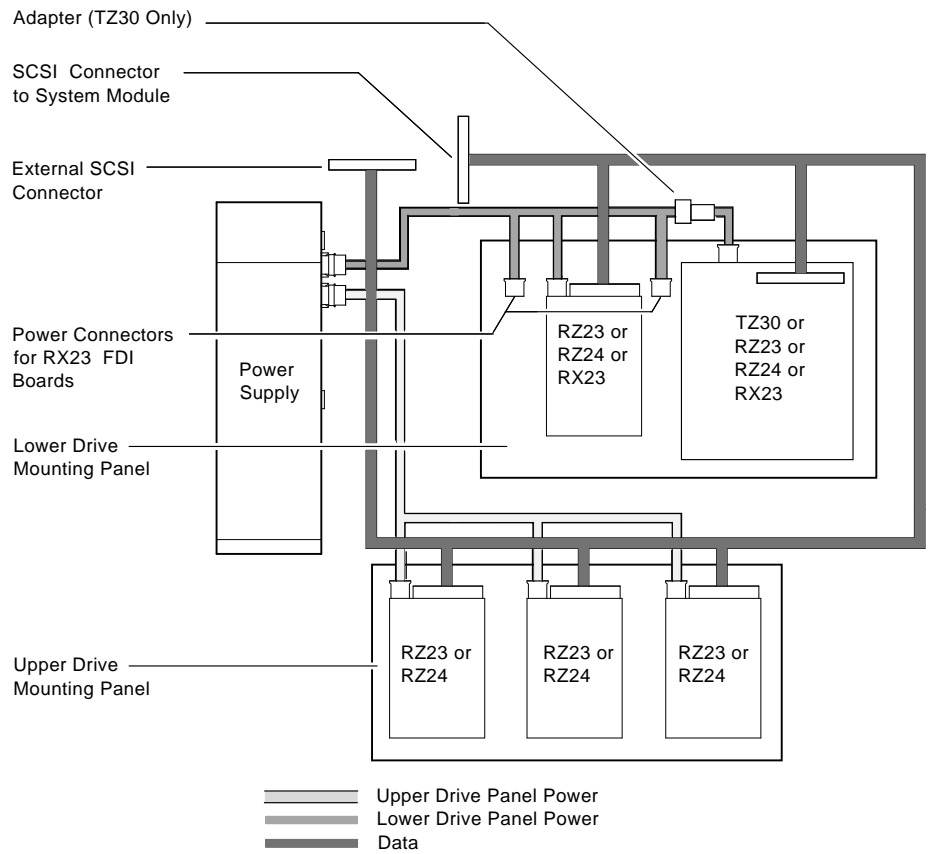 Adapter (TZ30 Only)
SCSI Connector
to System Module
External SCSI
Connector
Power Connectors
for RX23 FDI
Boards
Power
Supply
RZ23 or
RZ24 or
RX23
TZ30 or
RZ23 or
RZ24 or
RX23
Lower Drive
Mounting Panel
Upper Drive
Mounting Panel
RZ23 or
RZ24
RZ23 or
RZ24
RZ23 or
RZ24
Upper Drive Panel Power
Lower Drive Panel Power
Data